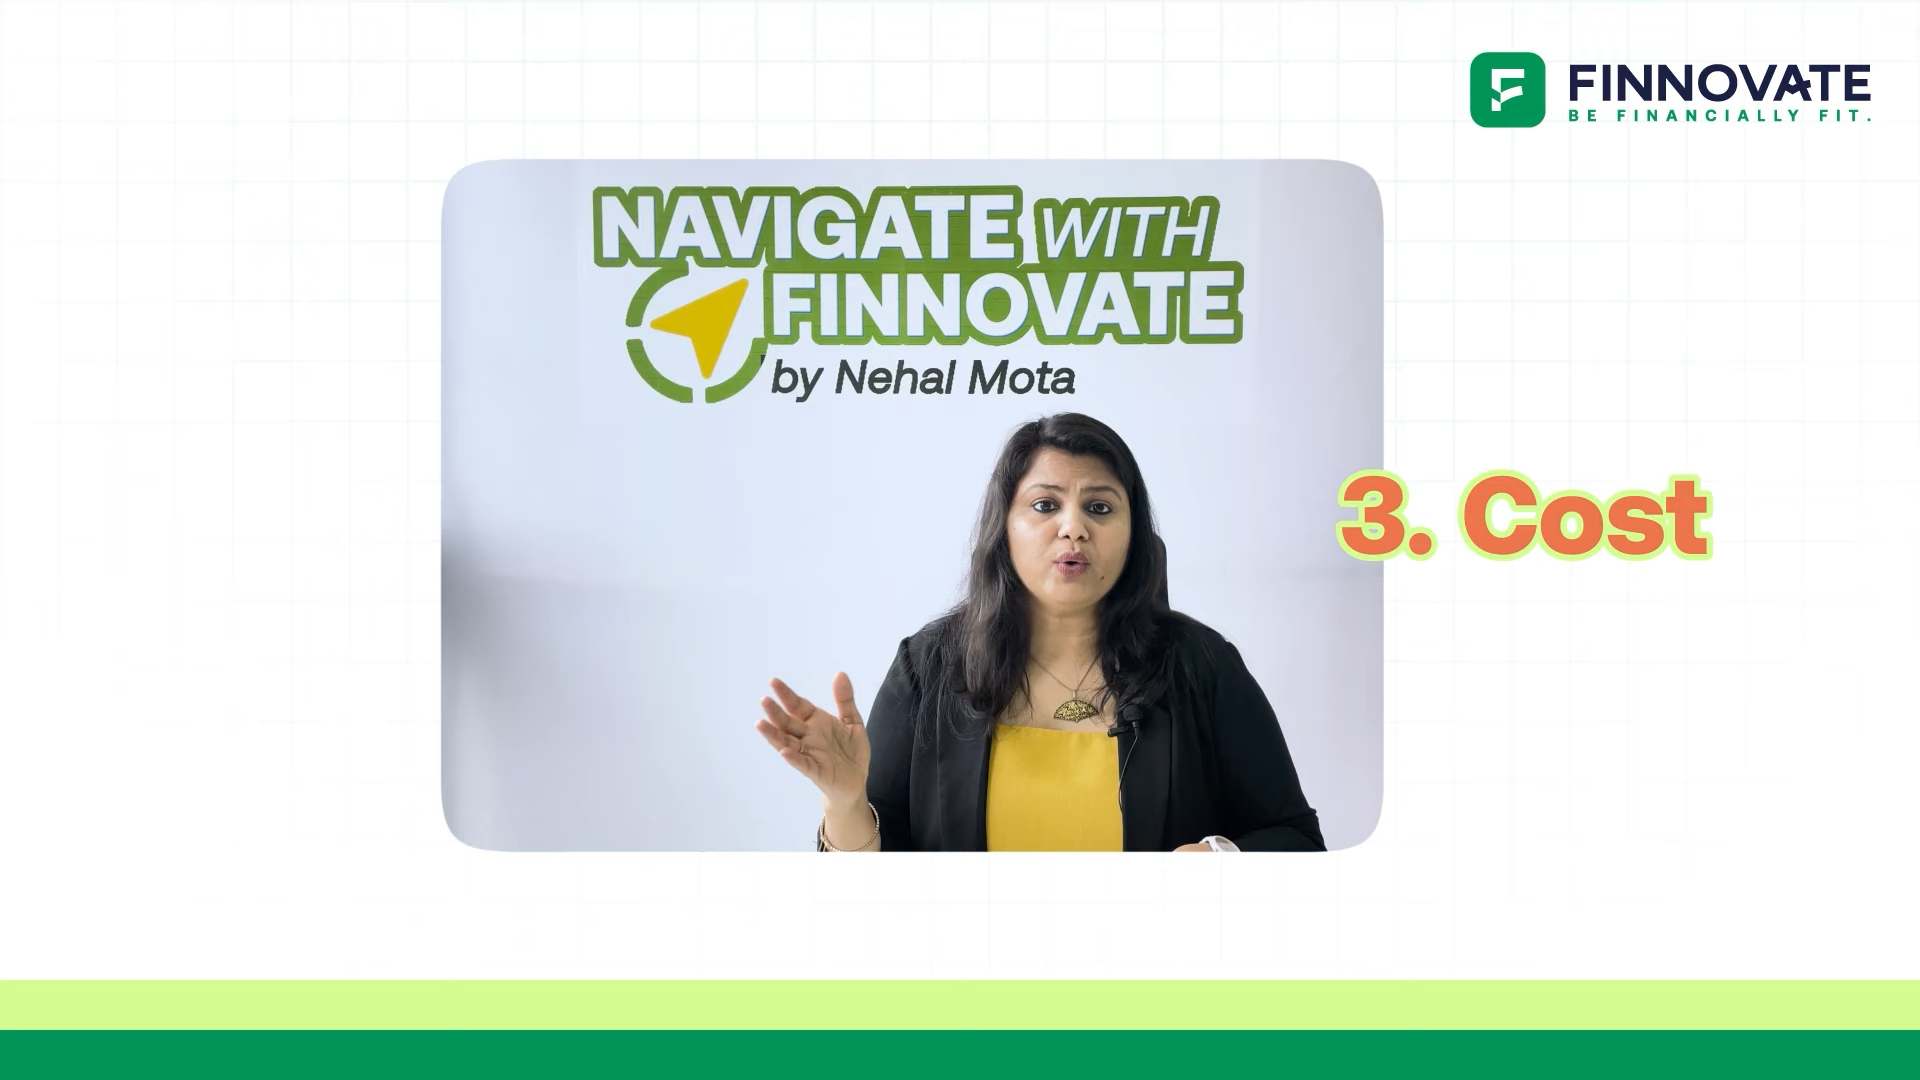 FINNOVATE
BE FINANCIALLY FIT.
NAVIGATE WITH
FINNOVATE
by Nehal Mota
3. Cost